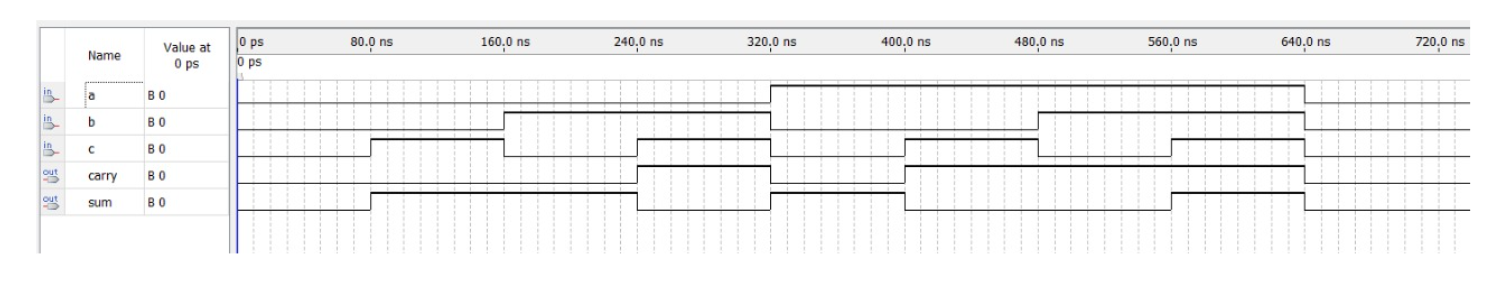 Name Value at 0 ps
0 ps 80.0 ns 160.0 ns 240.0 ns 320.0 ns 400.0 ns 480.0 ns 560.0 ns 640.0 ns 720.0 ns
0 ps
in a B 0
in b B 0
in c B 0
out carry B 0
out sum B 0